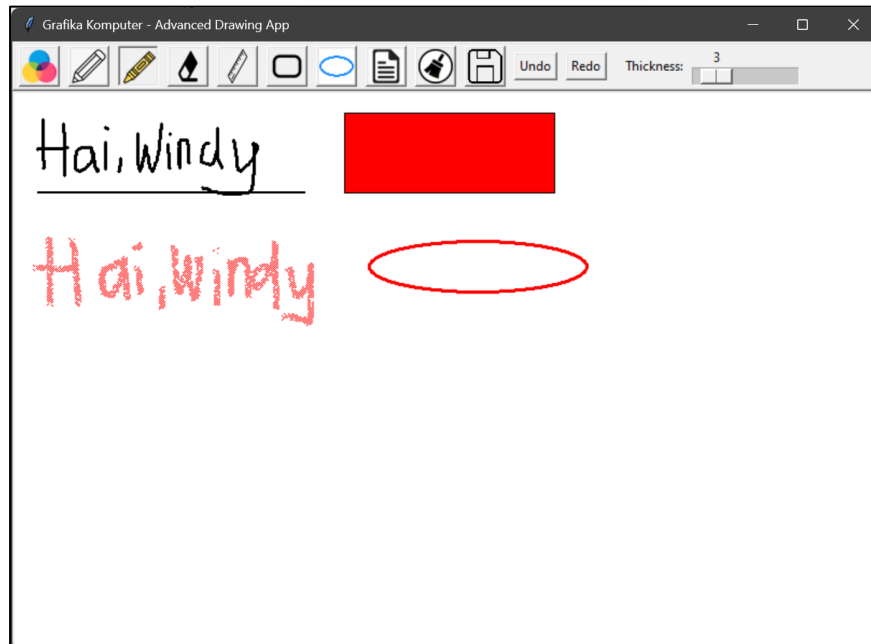 Grafika Komputer - Advanced Drawing App
Undo Redo Thickness: 3
Hai, Windy
Hai, Windy